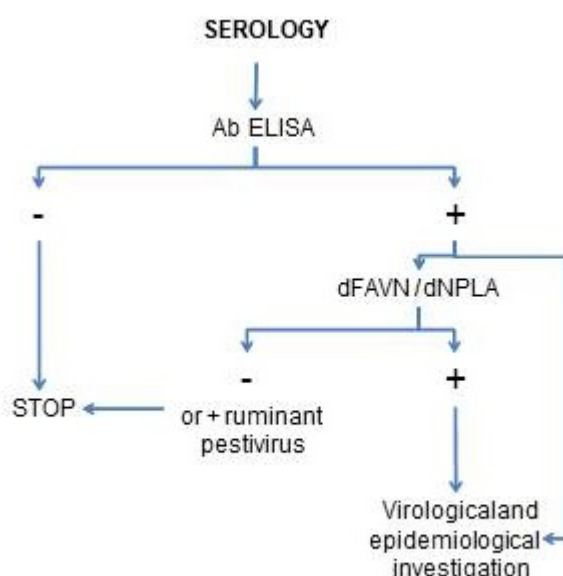 SEROLOGY
Ab ELISA
-
+
dFAVN / dNPLA
-
+
STOP
or + ruminant
pestivirus
Virologicaland
epidemiological
investigation